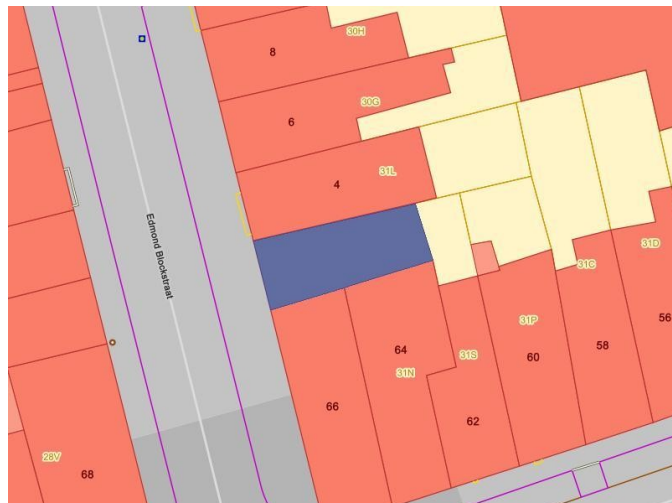 30H
8
30G
6
31L
4
Edmond Blockstraat
31D
31C
31P
56
64
58
31S
60
31N
66
62
28V
68